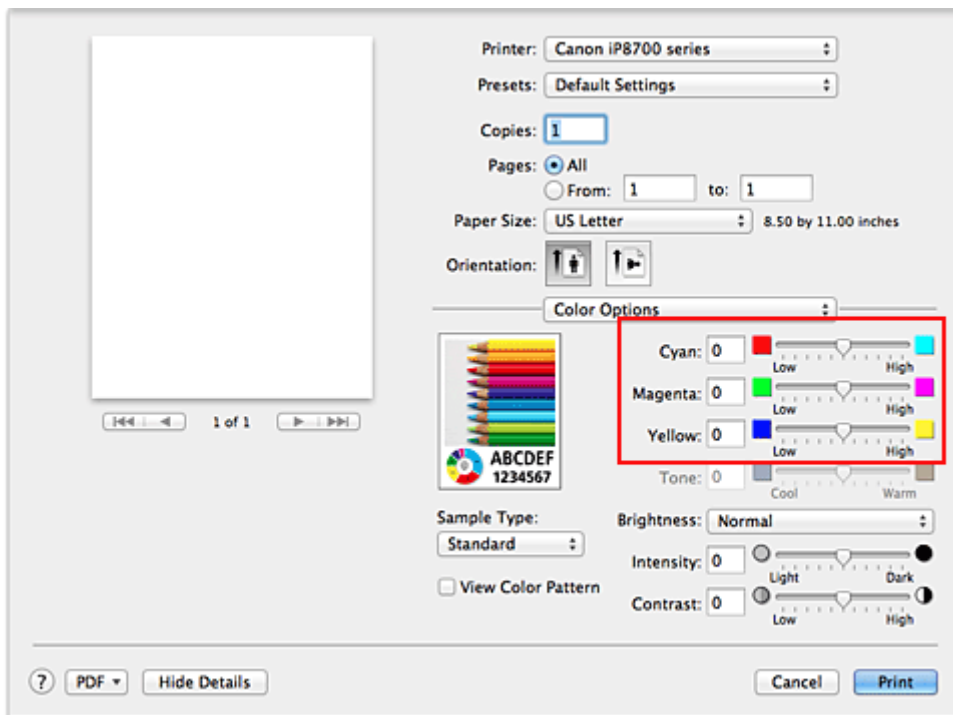 Printer: Canon iP8700 series
Presets: Default Settings
Copies: 1
Pages: All
From: 1 to: 1
Paper Size: US Letter 8.50 by 11.00 inches
Orientation:
Color Options
1 of 1
ABCDEF
1234567
Cyan: 0
Low High
Magenta: 0
Low High
Yellow: 0
Low High
Tone: 0
Cool Warm
Sample Type:
Standard
View Color Pattern
Brightness: Normal
Intensity: 0
Light Dark
Contrast: 0
Low High
? PDF Hide Details Cancel Print